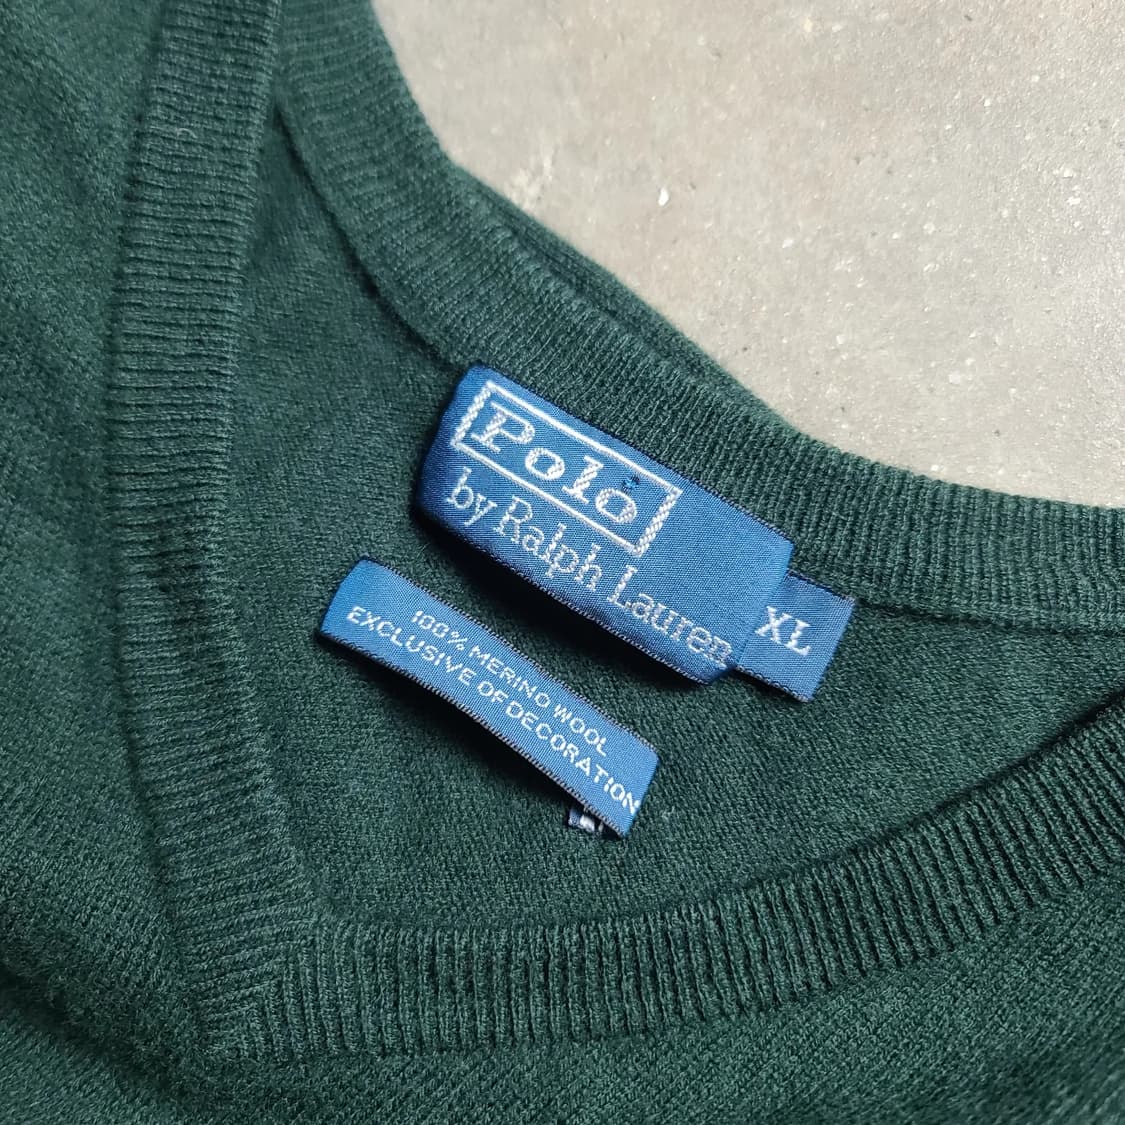 Polo
by Ralph Lauren
XL
100% MERINO WOOL
EXCLUSIVE OF DECORATION